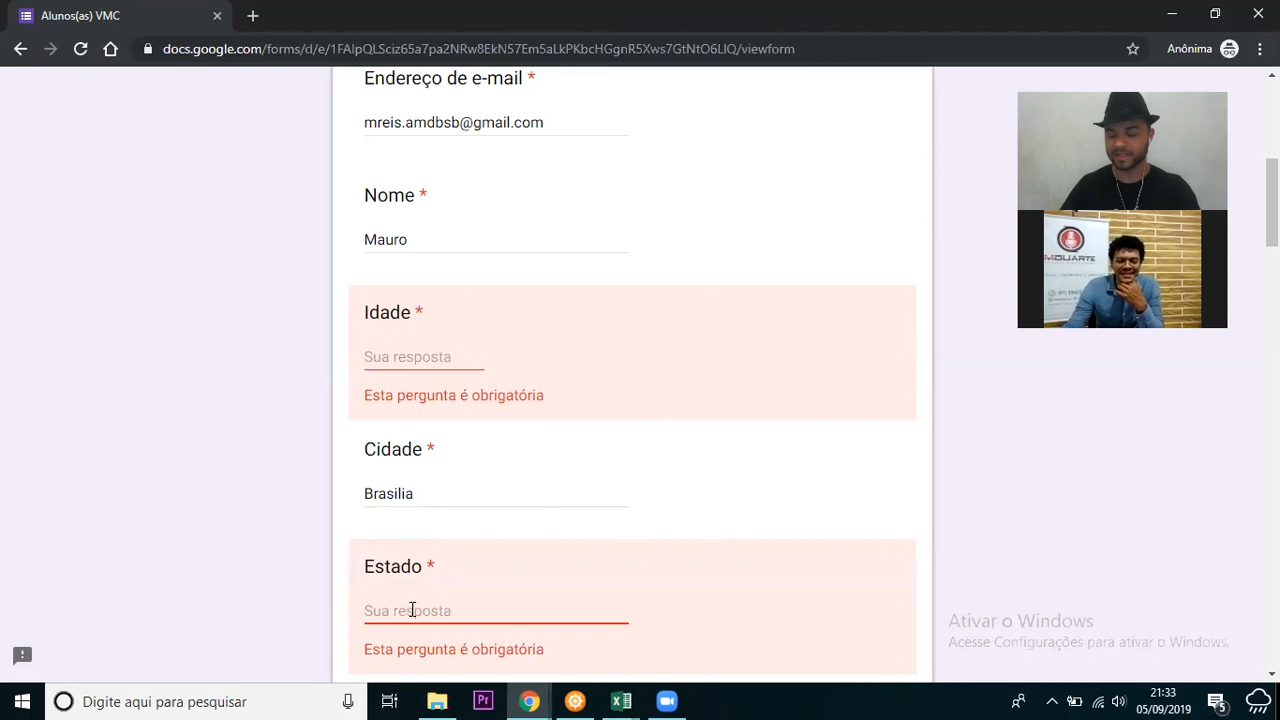 Alunos(as) VMC
docs.google.com/forms/d/e/1FAIpQLSciz65a7pa2NRw8EkN57Em5aLkPKbcHGgnR5Xws7GtNtO6LIQ/viewform
Anônima
Endereço de e-mail *
mreis.amdbsb@gmail.com
Nome *
Mauro
Idade *
Sua resposta
Esta pergunta é obrigatória
Cidade *
Brasilia
Estado *
Sua resposta
Esta pergunta é obrigatória
Ativar o Windows
Acesse Configurações para ativar o Windows.
Digite aqui para pesquisar
Pr
21:33
05/09/2019
5